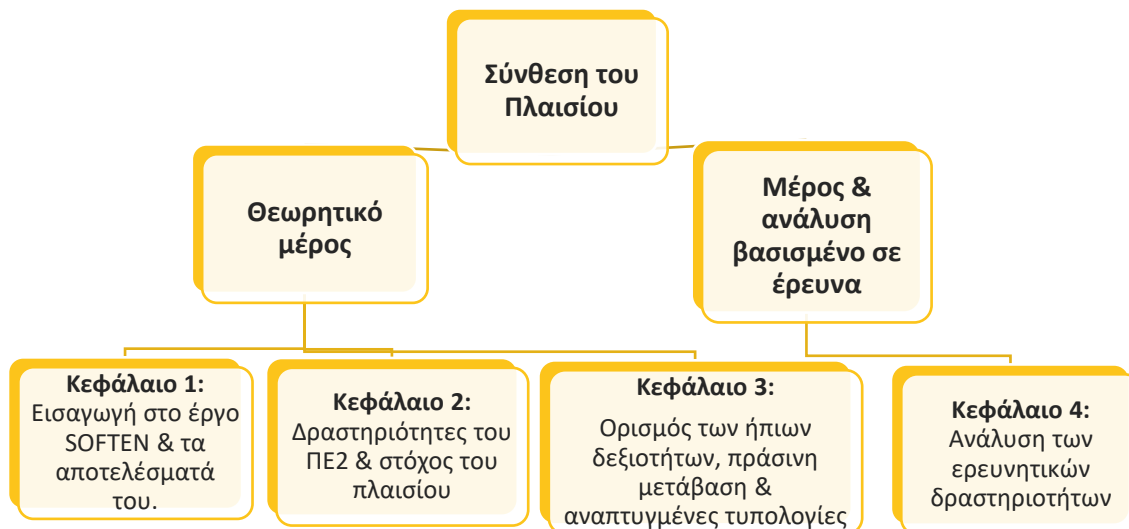 Σύνθεση του
Πλαισίου
Θεωρητικό
μέρος
Μέρος &
ανάλυση
βασισμένο σε
έρευνα
Κεφάλαιο 1:
Εισαγωγή στο έργο
SOFTEN & τα
αποτελέσματά
του.
Κεφάλαιο 2:
Δραστηριότητες του
ΠΕ2 & στόχος του
πλαισίου
Κεφάλαιο 3:
Ορισμός των ήπιων
δεξιοτήτων, πράσινη
μετάβαση &
αναπτυγμένες τυπολογίες
Κεφάλαιο 4:
Ανάλυση των
ερευνητικών
δραστηριοτήτων